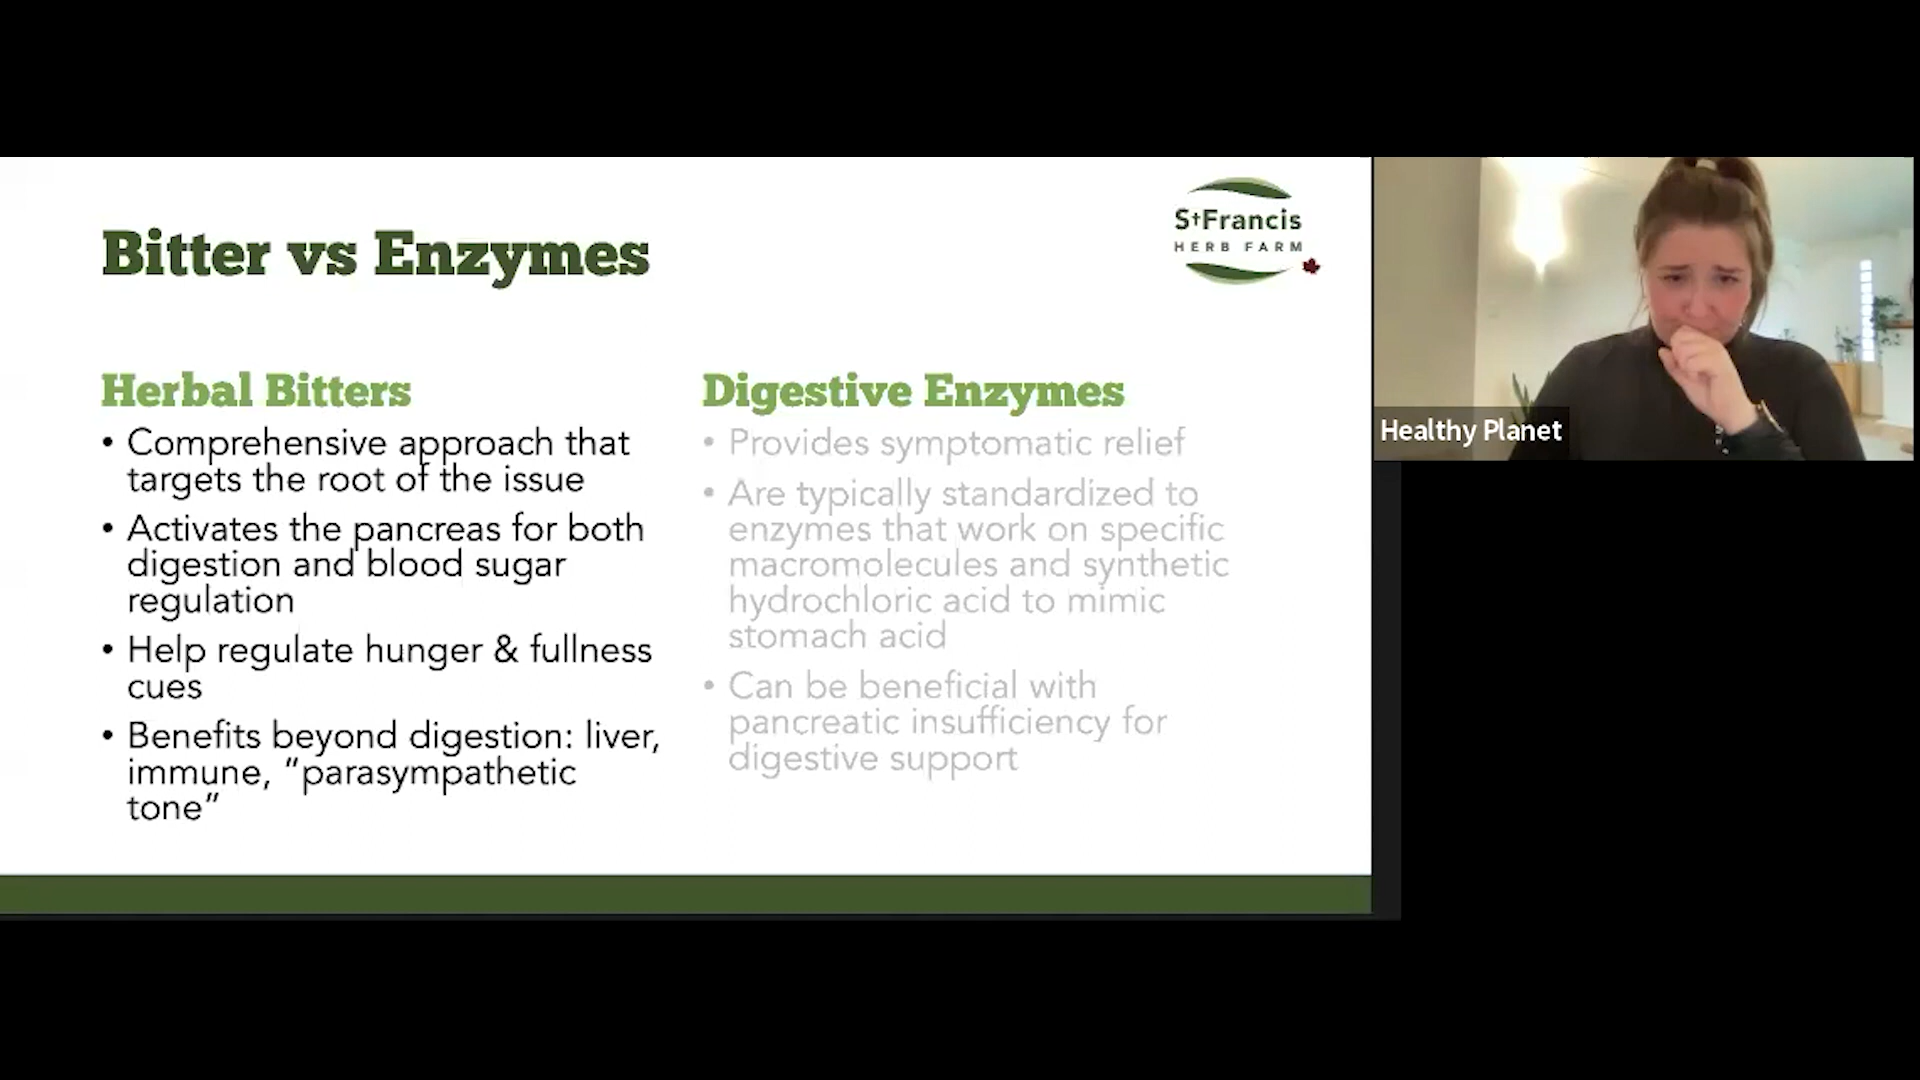 Bitter vs Enzymes
StFrancis
HERB FARM
Herbal Bitters
• Comprehensive approach that
targets the root of the issue
• Activates the pancreas for both
digestion and blood sugar
regulation
• Help regulate hunger & fullness
cues
• Benefits beyond digestion: liver,
immune, “parasympathetic
tone”
Digestive Enzymes
• Provides symptomatic relief
• Are typically standardized to
enzymes that work on specific
macromolecules and synthetic
hydrochloric acid to mimic
stomach acid
• Can be beneficial with
pancreatic insufficiency for
digestive support
Healthy Planet